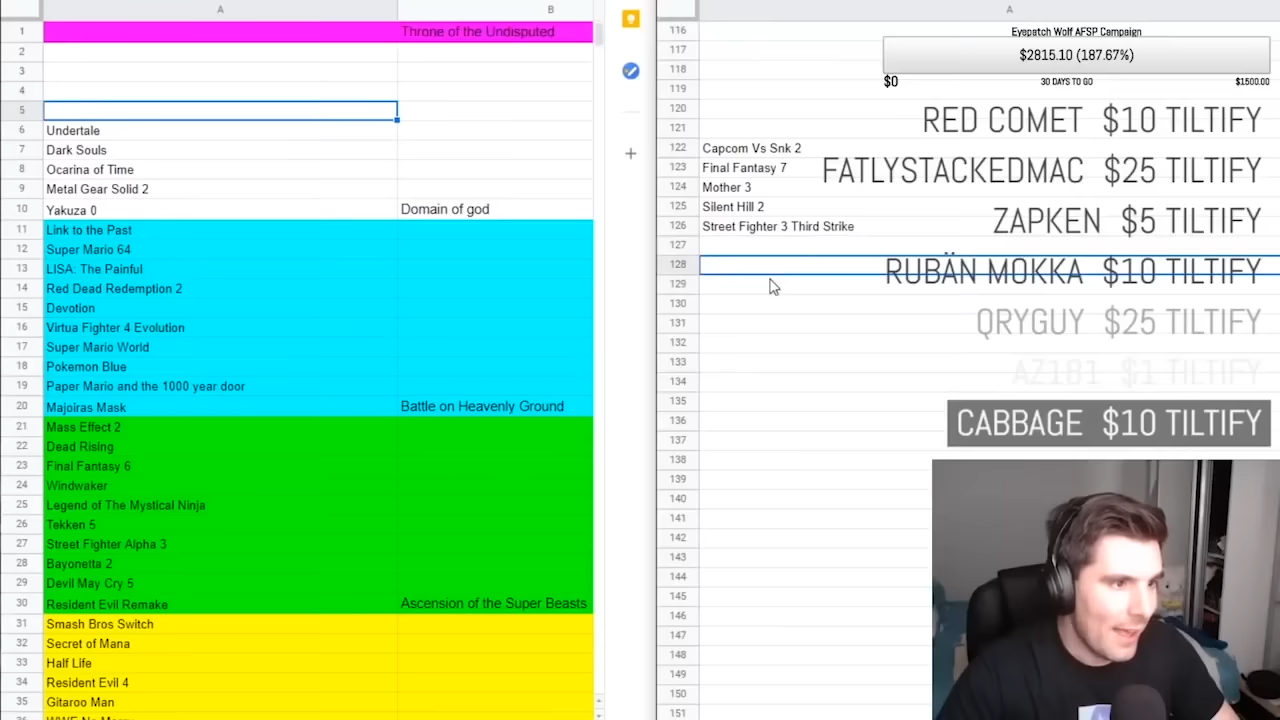 A
B
1 Throne of the Undisputed
2
3
4
5
6 Undertale
7 Dark Souls
8 Ocarina of Time
9 Metal Gear Solid 2
10 Yakuza 0 Domain of god
11 Link to the Past
12 Super Mario 64
13 LISA: The Painful
14 Red Dead Redemption 2
15 Devotion
16 Virtua Fighter 4 Evolution
17 Super Mario World
18 Pokemon Blue
19 Paper Mario and the 1000 year door
20 Majoiras Mask Battle on Heavenly Ground
21 Mass Effect 2
22 Dead Rising
23 Final Fantasy 6
24 Windwaker
25 Legend of The Mystical Ninja
26 Tekken 5
27 Street Fighter Alpha 3
28 Bayonetta 2
29 Devil May Cry 5
30 Resident Evil Remake Ascension of the Super Beasts
31 Smash Bros Switch
32 Secret of Mana
33 Half Life
34 Resident Evil 4
35 Gitaroo Man
A
116
117
118
119
120
121
122 Capcom Vs Snk 2
123 Final Fantasy 7
124 Mother 3
125 Silent Hill 2
126 Street Fighter 3 Third Strike
127
128
129
130
131
132
133
134
135
136
137
138
139
140
141
142
143
144
145
146
147
148
149
150
151
Eyepatch Wolf AFSP Campaign
$2815.10 (187.67%)
$0 30 DAYS TO GO $1500.00
RED COMET $10 TILTIFY
FATLYSTACKEDMAC $25 TILTIFY
ZAPKEN $5 TILTIFY
RUBÄN MOKKA $10 TILTIFY
QRYGUY $25 TILTIFY
AZ181 $1 TILTIFY
CABBAGE $10 TILTIFY